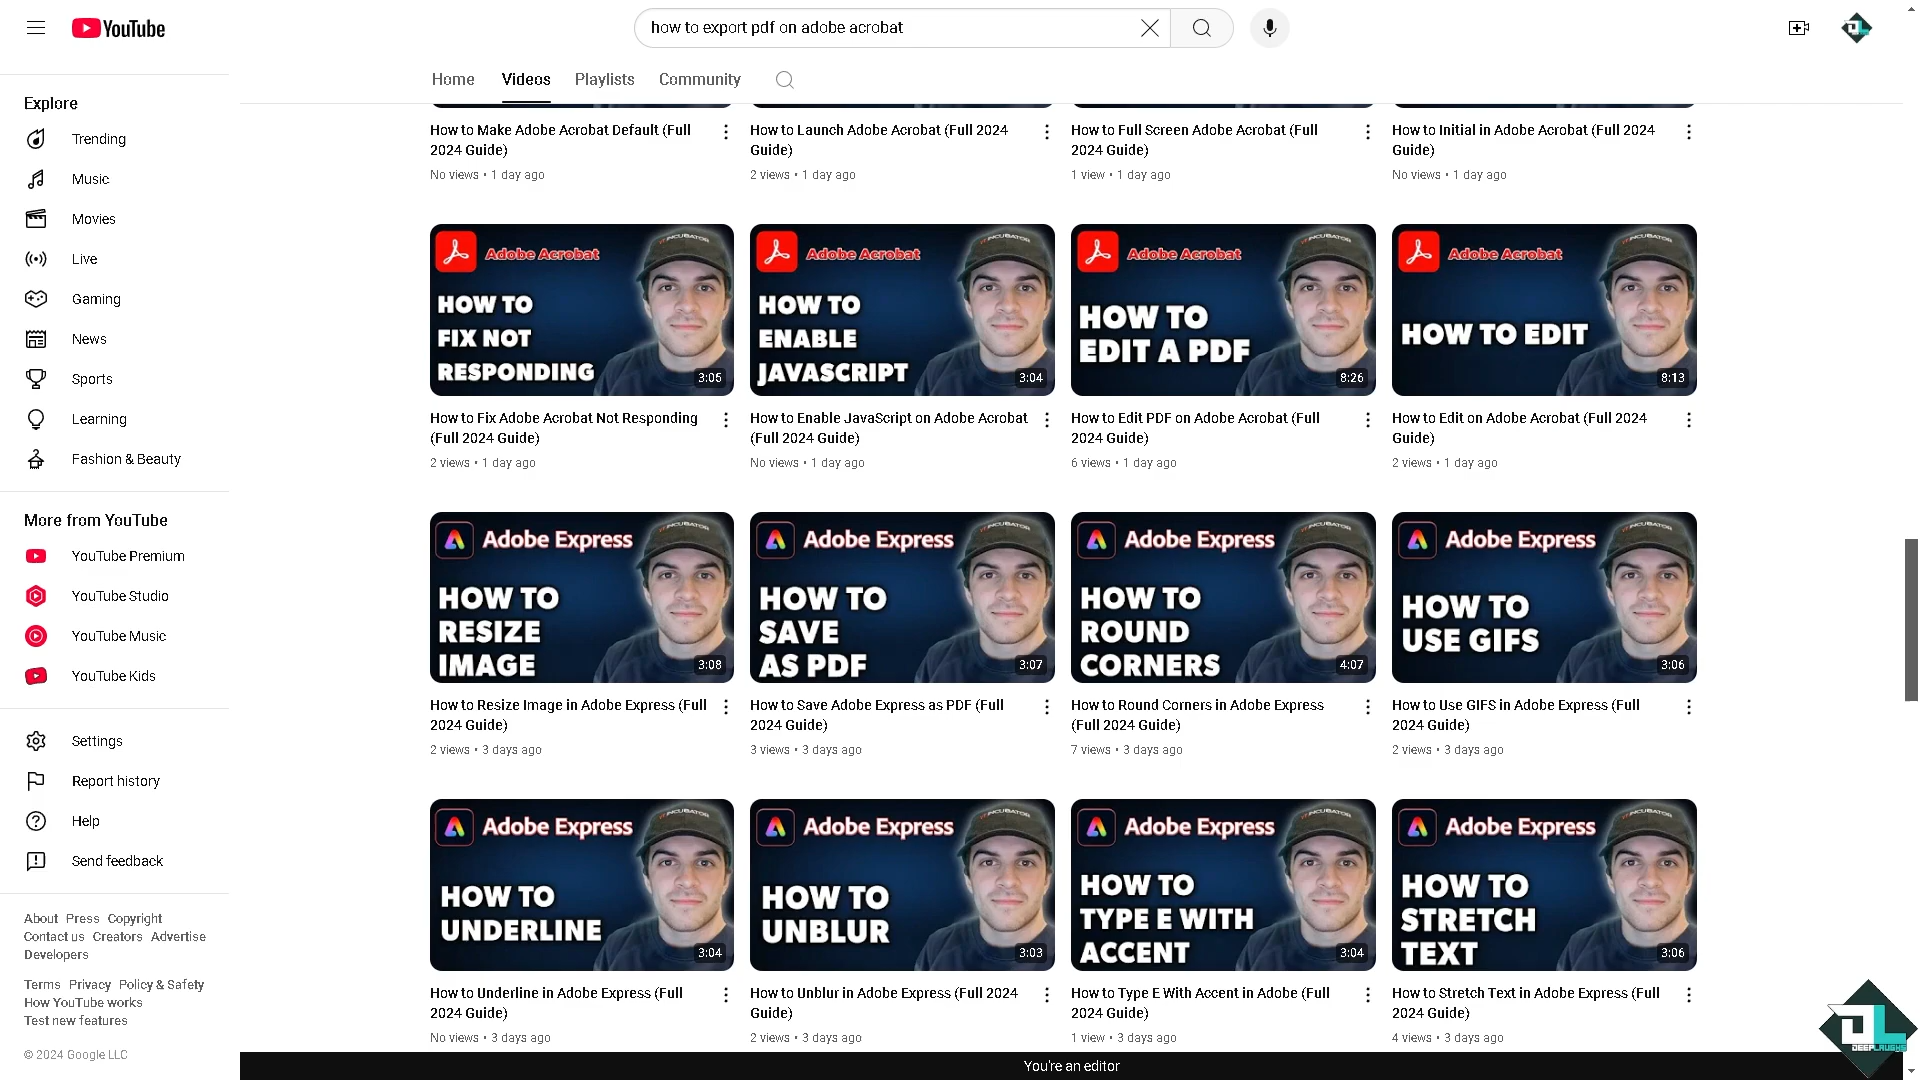 YouTube
how to export pdf on adobe acrobat
Home Videos Playlists Community
Explore
Trending
Music
Movies
Live
Gaming
News
Sports
Learning
Fashion & Beauty
More from YouTube
YouTube Premium
YouTube Studio
YouTube Music
YouTube Kids
Settings
Report history
Help
Send feedback
About Press Copyright
Contact us Creators Advertise
Developers
Terms Privacy Policy & Safety
How YouTube works
Test new features
© 2024 Google LLC
How to Make Adobe Acrobat Default (Full
2024 Guide)
No views • 1 day ago
How to Launch Adobe Acrobat (Full 2024
Guide)
2 views • 1 day ago
How to Full Screen Adobe Acrobat (Full
2024 Guide)
1 view • 1 day ago
How to Initial in Adobe Acrobat (Full 2024
Guide)
No views • 1 day ago
Adobe Acrobat
INCUBATOR
HOW TO
FIX NOT
RESPONDING
3:05
How to Fix Adobe Acrobat Not Responding
(Full 2024 Guide)
2 views • 1 day ago
Adobe Acrobat
INCUBATOR
HOW TO
ENABLE
JAVASCRIPT
3:04
How to Enable JavaScript on Adobe Acrobat
(Full 2024 Guide)
No views • 1 day ago
Adobe Acrobat
INCUBATOR
HOW TO
EDIT A PDF
8:26
How to Edit PDF on Adobe Acrobat (Full
2024 Guide)
6 views • 1 day ago
Adobe Acrobat
INCUBATOR
HOW TO EDIT
8:13
How to Edit on Adobe Acrobat (Full 2024
Guide)
2 views • 1 day ago
Adobe Express
INCUBATOR
HOW TO
RESIZE
IMAGE
3:08
How to Resize Image in Adobe Express (Full
2024 Guide)
2 views • 3 days ago
Adobe Express
INCUBATOR
HOW TO
SAVE
AS PDF
3:07
How to Save Adobe Express as PDF (Full
2024 Guide)
3 views • 3 days ago
Adobe Express
INCUBATOR
HOW TO
ROUND
CORNERS
4:07
How to Round Corners in Adobe Express
(Full 2024 Guide)
7 views • 3 days ago
Adobe Express
INCUBATOR
HOW TO
USE GIFS
3:06
How to Use GIFS in Adobe Express (Full
2024 Guide)
2 views • 3 days ago
Adobe Express
INCUBATOR
HOW TO
UNDERLINE
3:04
How to Underline in Adobe Express (Full
2024 Guide)
No views • 3 days ago
Adobe Express
INCUBATOR
HOW TO
UNBLUR
3:03
How to Unblur in Adobe Express (Full 2024
Guide)
2 views • 3 days ago
Adobe Express
INCUBATOR
HOW TO
TYPE E WITH
ACCENT
3:04
How to Type E With Accent in Adobe (Full
2024 Guide)
1 view • 3 days ago
Adobe Express
INCUBATOR
HOW TO
STRETCH
TEXT
3:06
How to Stretch Text in Adobe Express (Full
2024 Guide)
4 views • 3 days ago
You're an editor
DL
DEEPLAUGHS